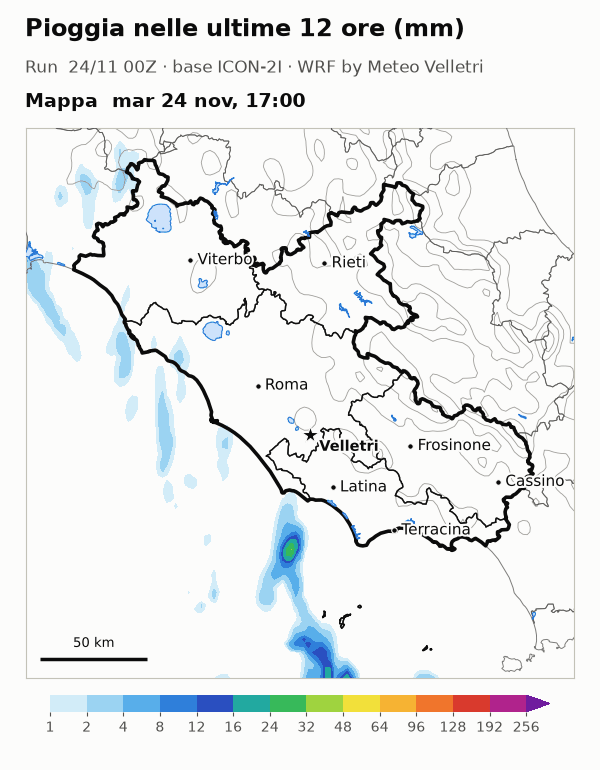 Pioggia nelle ultime 12 ore (mm)
Run 24/11 00Z · base ICON-2I · WRF by Meteo Velletri
Mappa mar 24 nov, 17:00
Viterbo
Rieti
Roma
Velletri
Frosinone
Latina
Cassino
Terracina
50 km
1 2 4 8 12 16 24 32 48 64 96 128 192 256